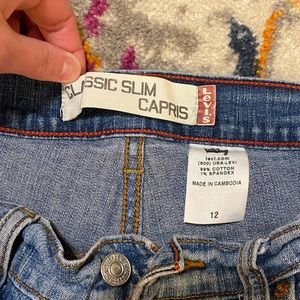 CLASSIC SLIM
CAPRIS
LEVI'S
levi.com
(800) USA-LEVI
99% COTTON
1% SPANDEX
MADE IN CAMBODIA
12